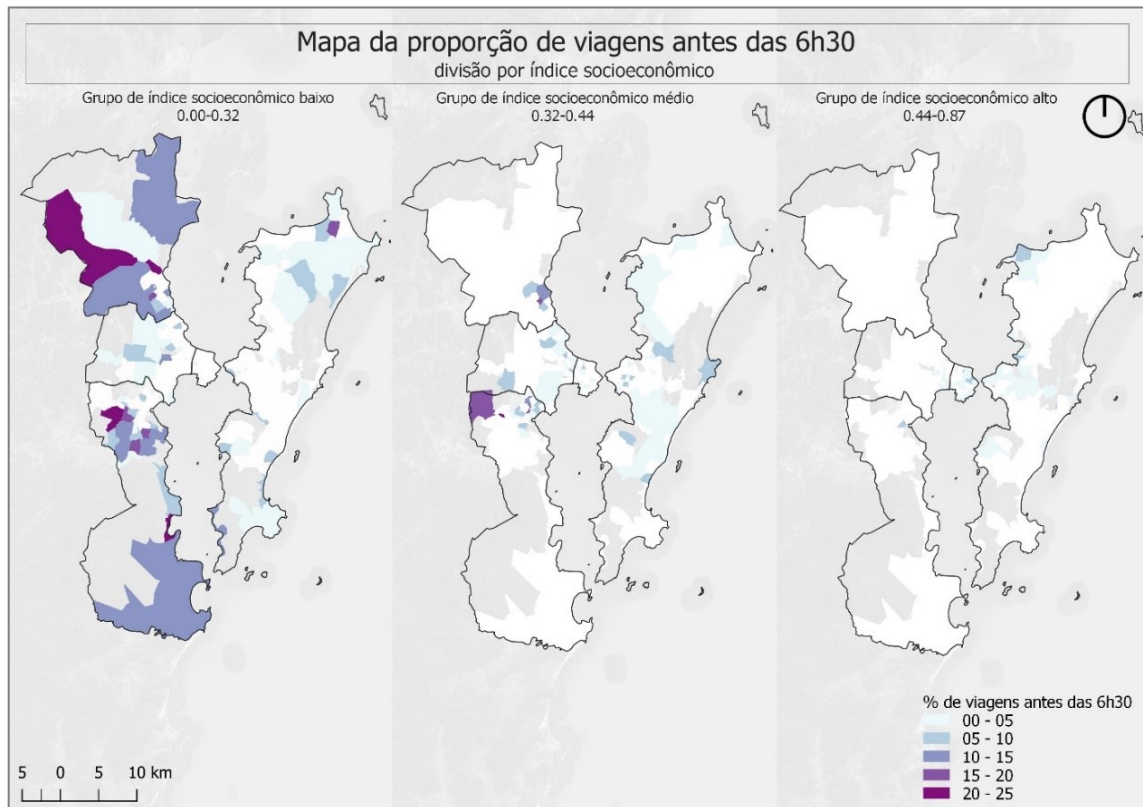 Mapa da proporção de viagens antes das 6h30
divisão por índice socioeconômico
Grupo de índice socioeconômico baixo
0.00-0.32
Grupo de índice socioeconômico médio
0.32-0.44
Grupo de índice socioeconômico alto
0.44-0.87
% de viagens antes das 6h30
00 - 05
05 - 10
10 - 15
15 - 20
20 - 25
5 0 5 10 km